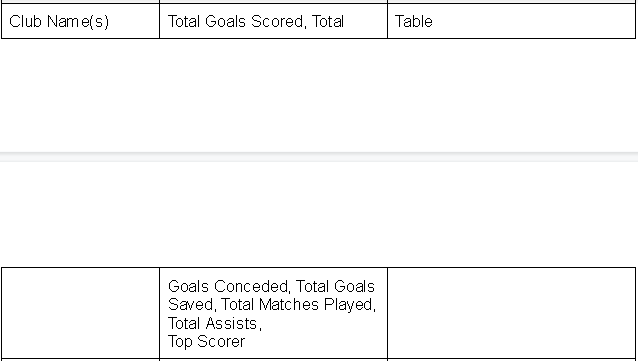 Club Name(s)
Total Goals Scored, Total
Table
Goals Conceded, Total Goals
Saved, Total Matches Played,
Total Assists,
Top Scorer